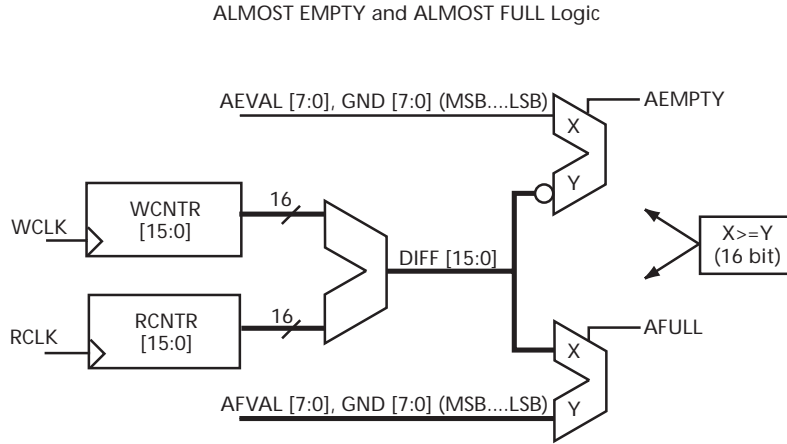 ALMOST EMPTY and ALMOST FULL Logic
AEVAL [7:0], GND [7:0] (MSB....LSB)
AEMPTY
X
Y
16
WCNTR
[15:0]
WCLK
X>=Y
(16 bit)
DIFF [15:0]
16
RCNTR
[15:0]
RCLK
AFULL
X
Y
AFVAL [7:0], GND [7:0] (MSB....LSB)